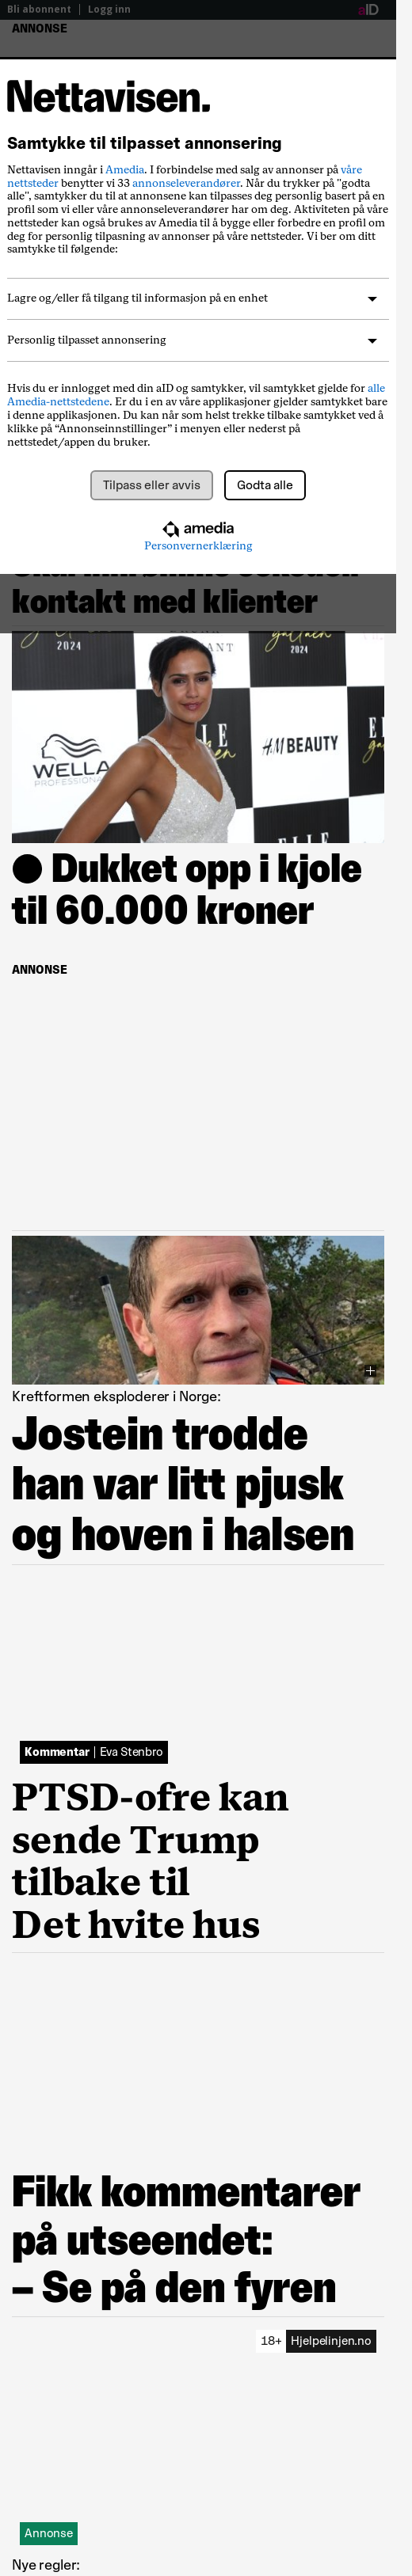 Bli abonnent | Logg inn aID
ANNONSE
Nettavisen.
Samtykke til tilpasset annonsering
Nettavisen inngår i Amedia. I forbindelse med salg av annonser på våre
nettsteder benytter vi 33 annonseleverandører. Når du trykker på "godta
alle", samtykker du til at annonsene kan tilpasses deg personlig basert på en
profil som vi eller våre annonseleverandører har om deg. Aktiviteten på våre
nettsteder kan også brukes av Amedia til å bygge eller forbedre en profil om
deg for personlig tilpasning av annonser på våre nettsteder. Vi ber om ditt
samtykke til følgende:
Lagre og/eller få tilgang til informasjon på en enhet
Personlig tilpasset annonsering
Hvis du er innlogget med din aID og samtykker, vil samtykket gjelde for alle
Amedia-nettstedene. Er du i en av våre applikasjoner gjelder samtykket bare
i denne applikasjonen. Du kan når som helst trekke tilbake samtykket ved å
klikke på “Annonseinnstillinger” i menyen eller nederst på
nettstedet/appen du bruker.
Tilpass eller avvis Godta alle
amedia
Personvernerklæring
kontakt med klienter
2024
2024
WELLA
PROFESSIONAL
H&M BEAUTY
ELLE
Dukket opp i kjole
til 60.000 kroner
ANNONSE
Kreftformen eksploderer i Norge:
Jostein trodde
han var litt pjusk
og hoven i halsen
Kommentar | Eva Stenbro
PTSD-ofre kan
sende Trump
tilbake til
Det hvite hus
Fikk kommentarer
på utseendet:
– Se på den fyren
18+ Hjelpelinjen.no
Annonse
Nye regler: